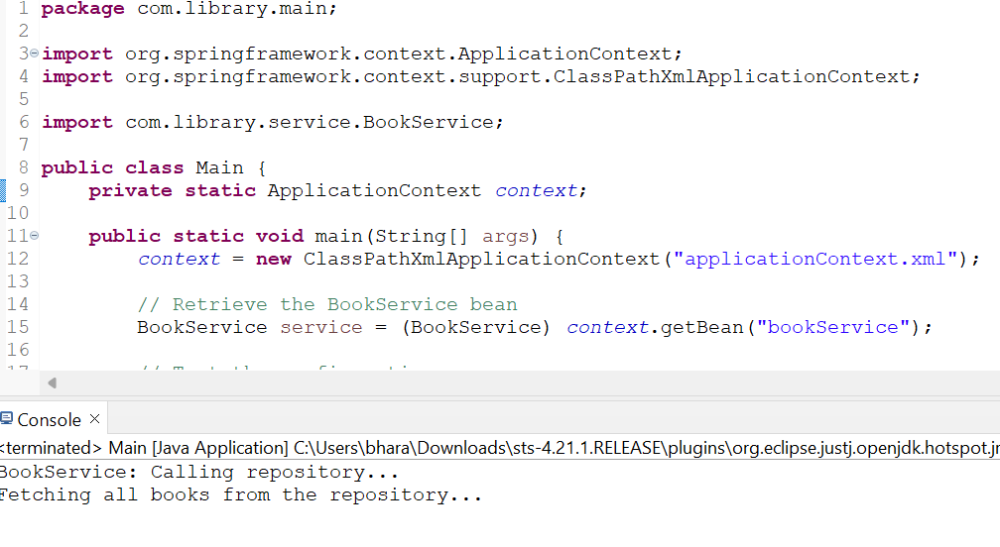 1 package com.library.main;
2
3 import org.springframework.context.ApplicationContext;
4 import org.springframework.context.support.ClassPathXmlApplicationContext;
5
6 import com.library.service.BookService;
7
8 public class Main {
9 private static ApplicationContext context;
10
11 public static void main(String[] args) {
12 context = new ClassPathXmlApplicationContext("applicationContext.xml");
13
14 // Retrieve the BookService bean
15 BookService service = (BookService) context.getBean("bookService");
16
Console ×
<terminated> Main [Java Application] C:\Users\bhara\Downloads\sts-4.21.1.RELEASE\plugins\org.eclipse.justj.openjdk.hotspot.jr
BookService: Calling repository...
Fetching all books from the repository...